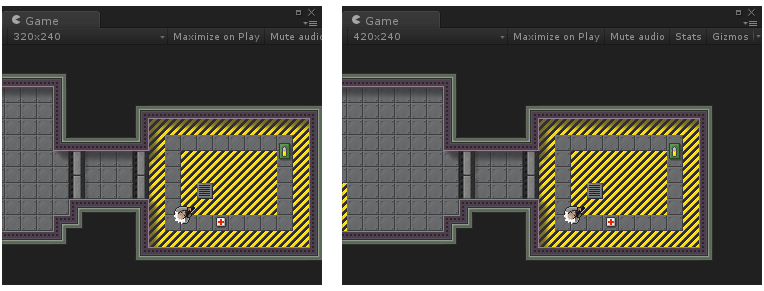 Game
320x240 Maximize on Play Mute audio
Game
420x240 Maximize on Play Mute audio Stats Gizmos